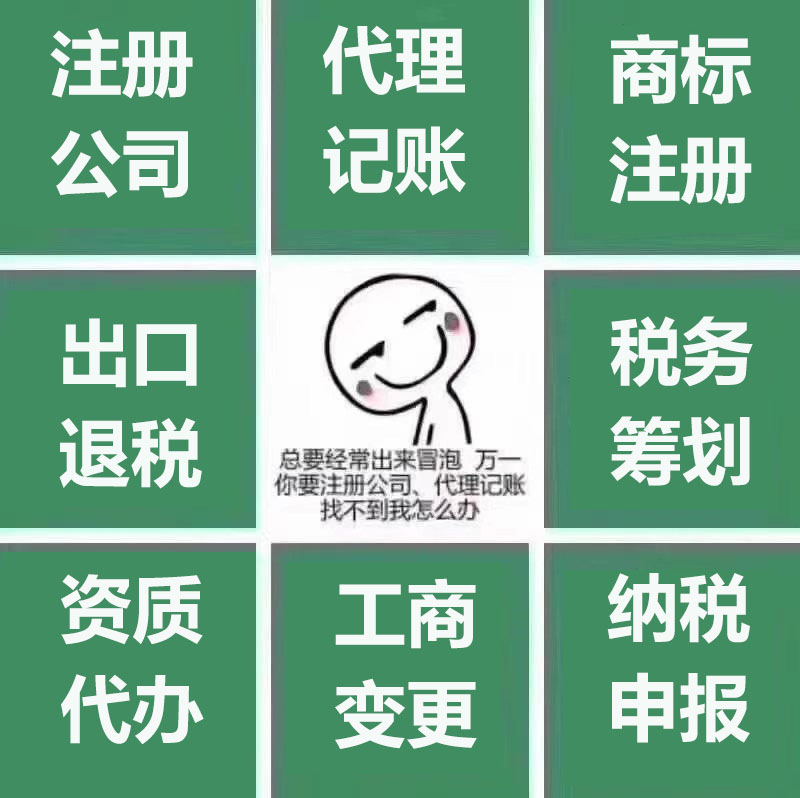 注册
公司
代理
记账
商标
注册
出口
退税
总要经常出来冒泡 万一
你要注册公司、代理记账
找不到我怎么办
税务
筹划
资质
代办
工商
变更
纳税
申报